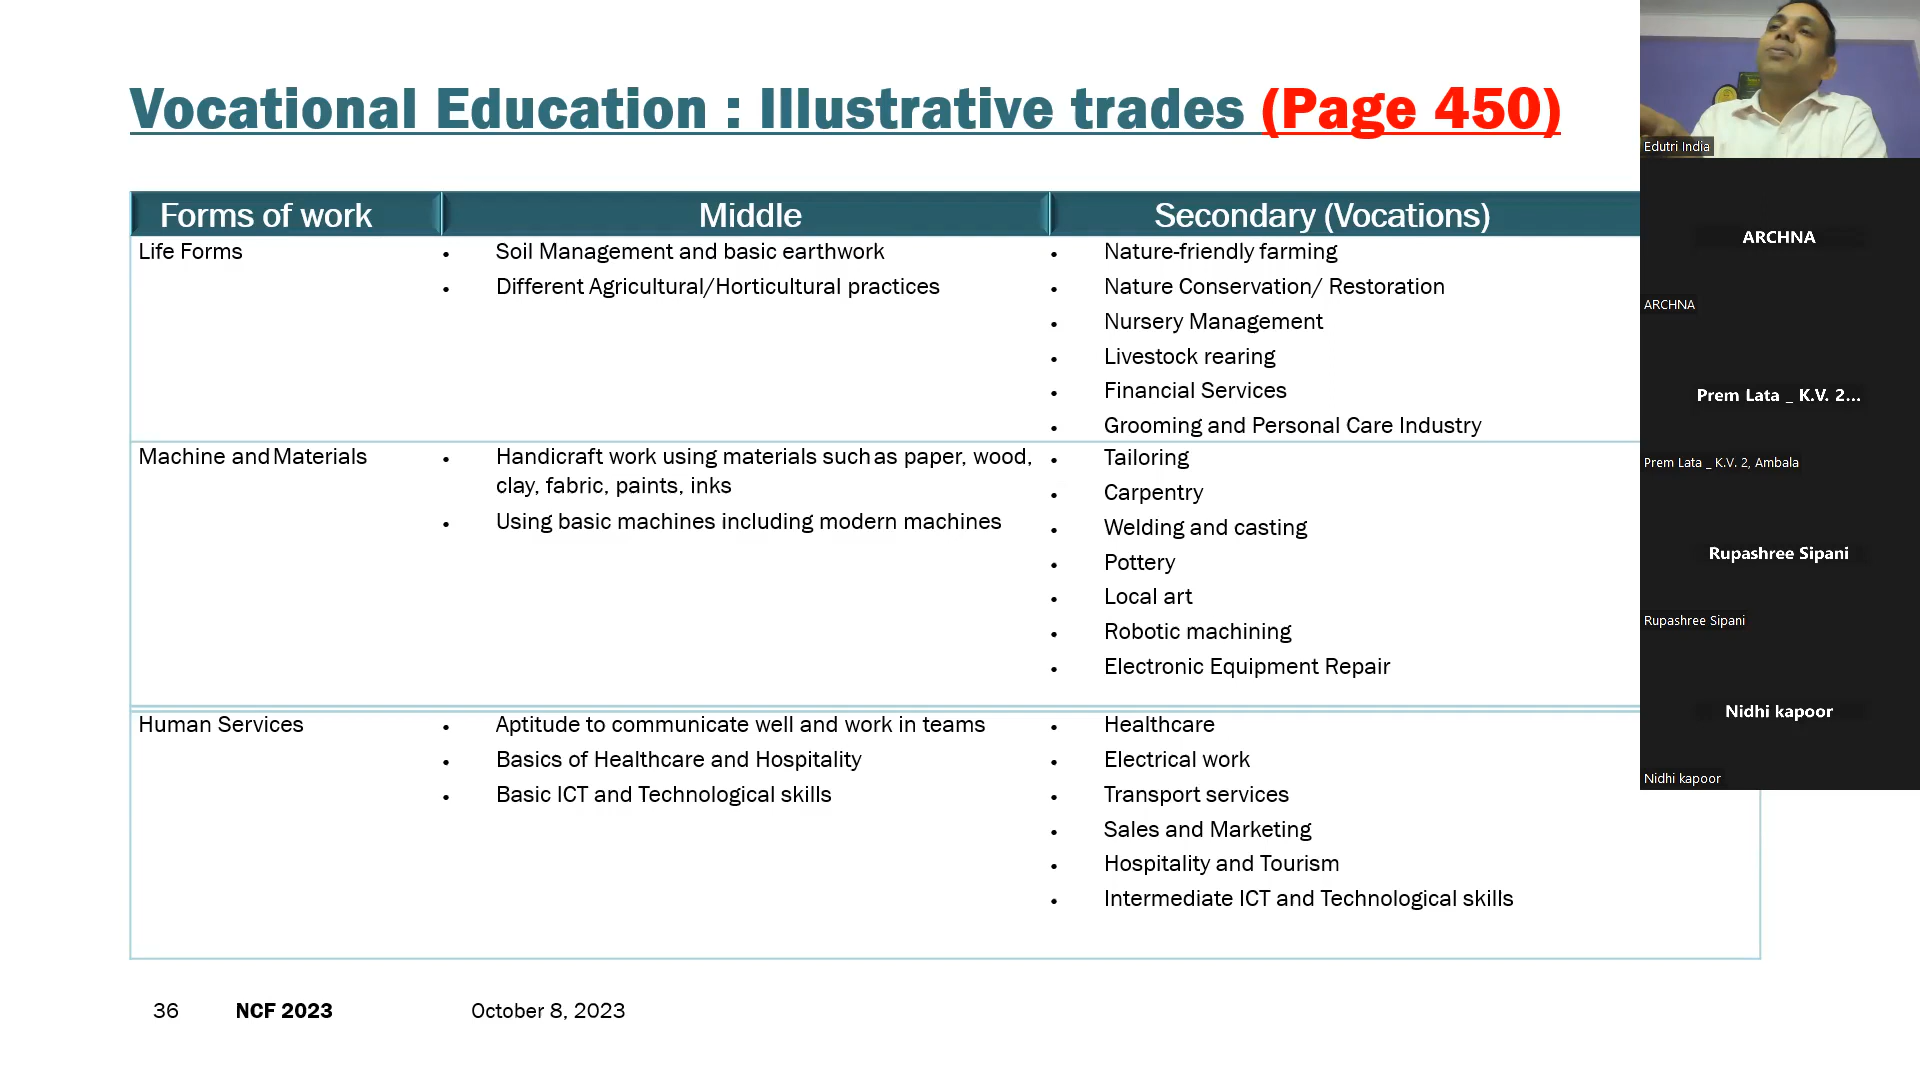 Vocational Education : Illustrative trades (Page 450)
Forms of work
Middle
Secondary (Vocations)
Life Forms
• Soil Management and basic earthwork
• Different Agricultural/Horticultural practices
• Nature-friendly farming
• Nature Conservation/ Restoration
• Nursery Management
• Livestock rearing
• Financial Services
• Grooming and Personal Care Industry
Machine and Materials
• Handicraft work using materials such as paper, wood,
clay, fabric, paints, inks
• Using basic machines including modern machines
• Tailoring
• Carpentry
• Welding and casting
• Pottery
• Local art
• Robotic machining
• Electronic Equipment Repair
Human Services
• Aptitude to communicate well and work in teams
• Basics of Healthcare and Hospitality
• Basic ICT and Technological skills
• Healthcare
• Electrical work
• Transport services
• Sales and Marketing
• Hospitality and Tourism
• Intermediate ICT and Technological skills
36
NCF 2023
October 8, 2023
Edutri India
ARCHNA
ARCHNA
Prem Lata _ K.V. 2...
Prem Lata _ K.V. 2, Ambala
Rupashree Sipani
Rupashree Sipani
Nidhi kapoor
Nidhi kapoor